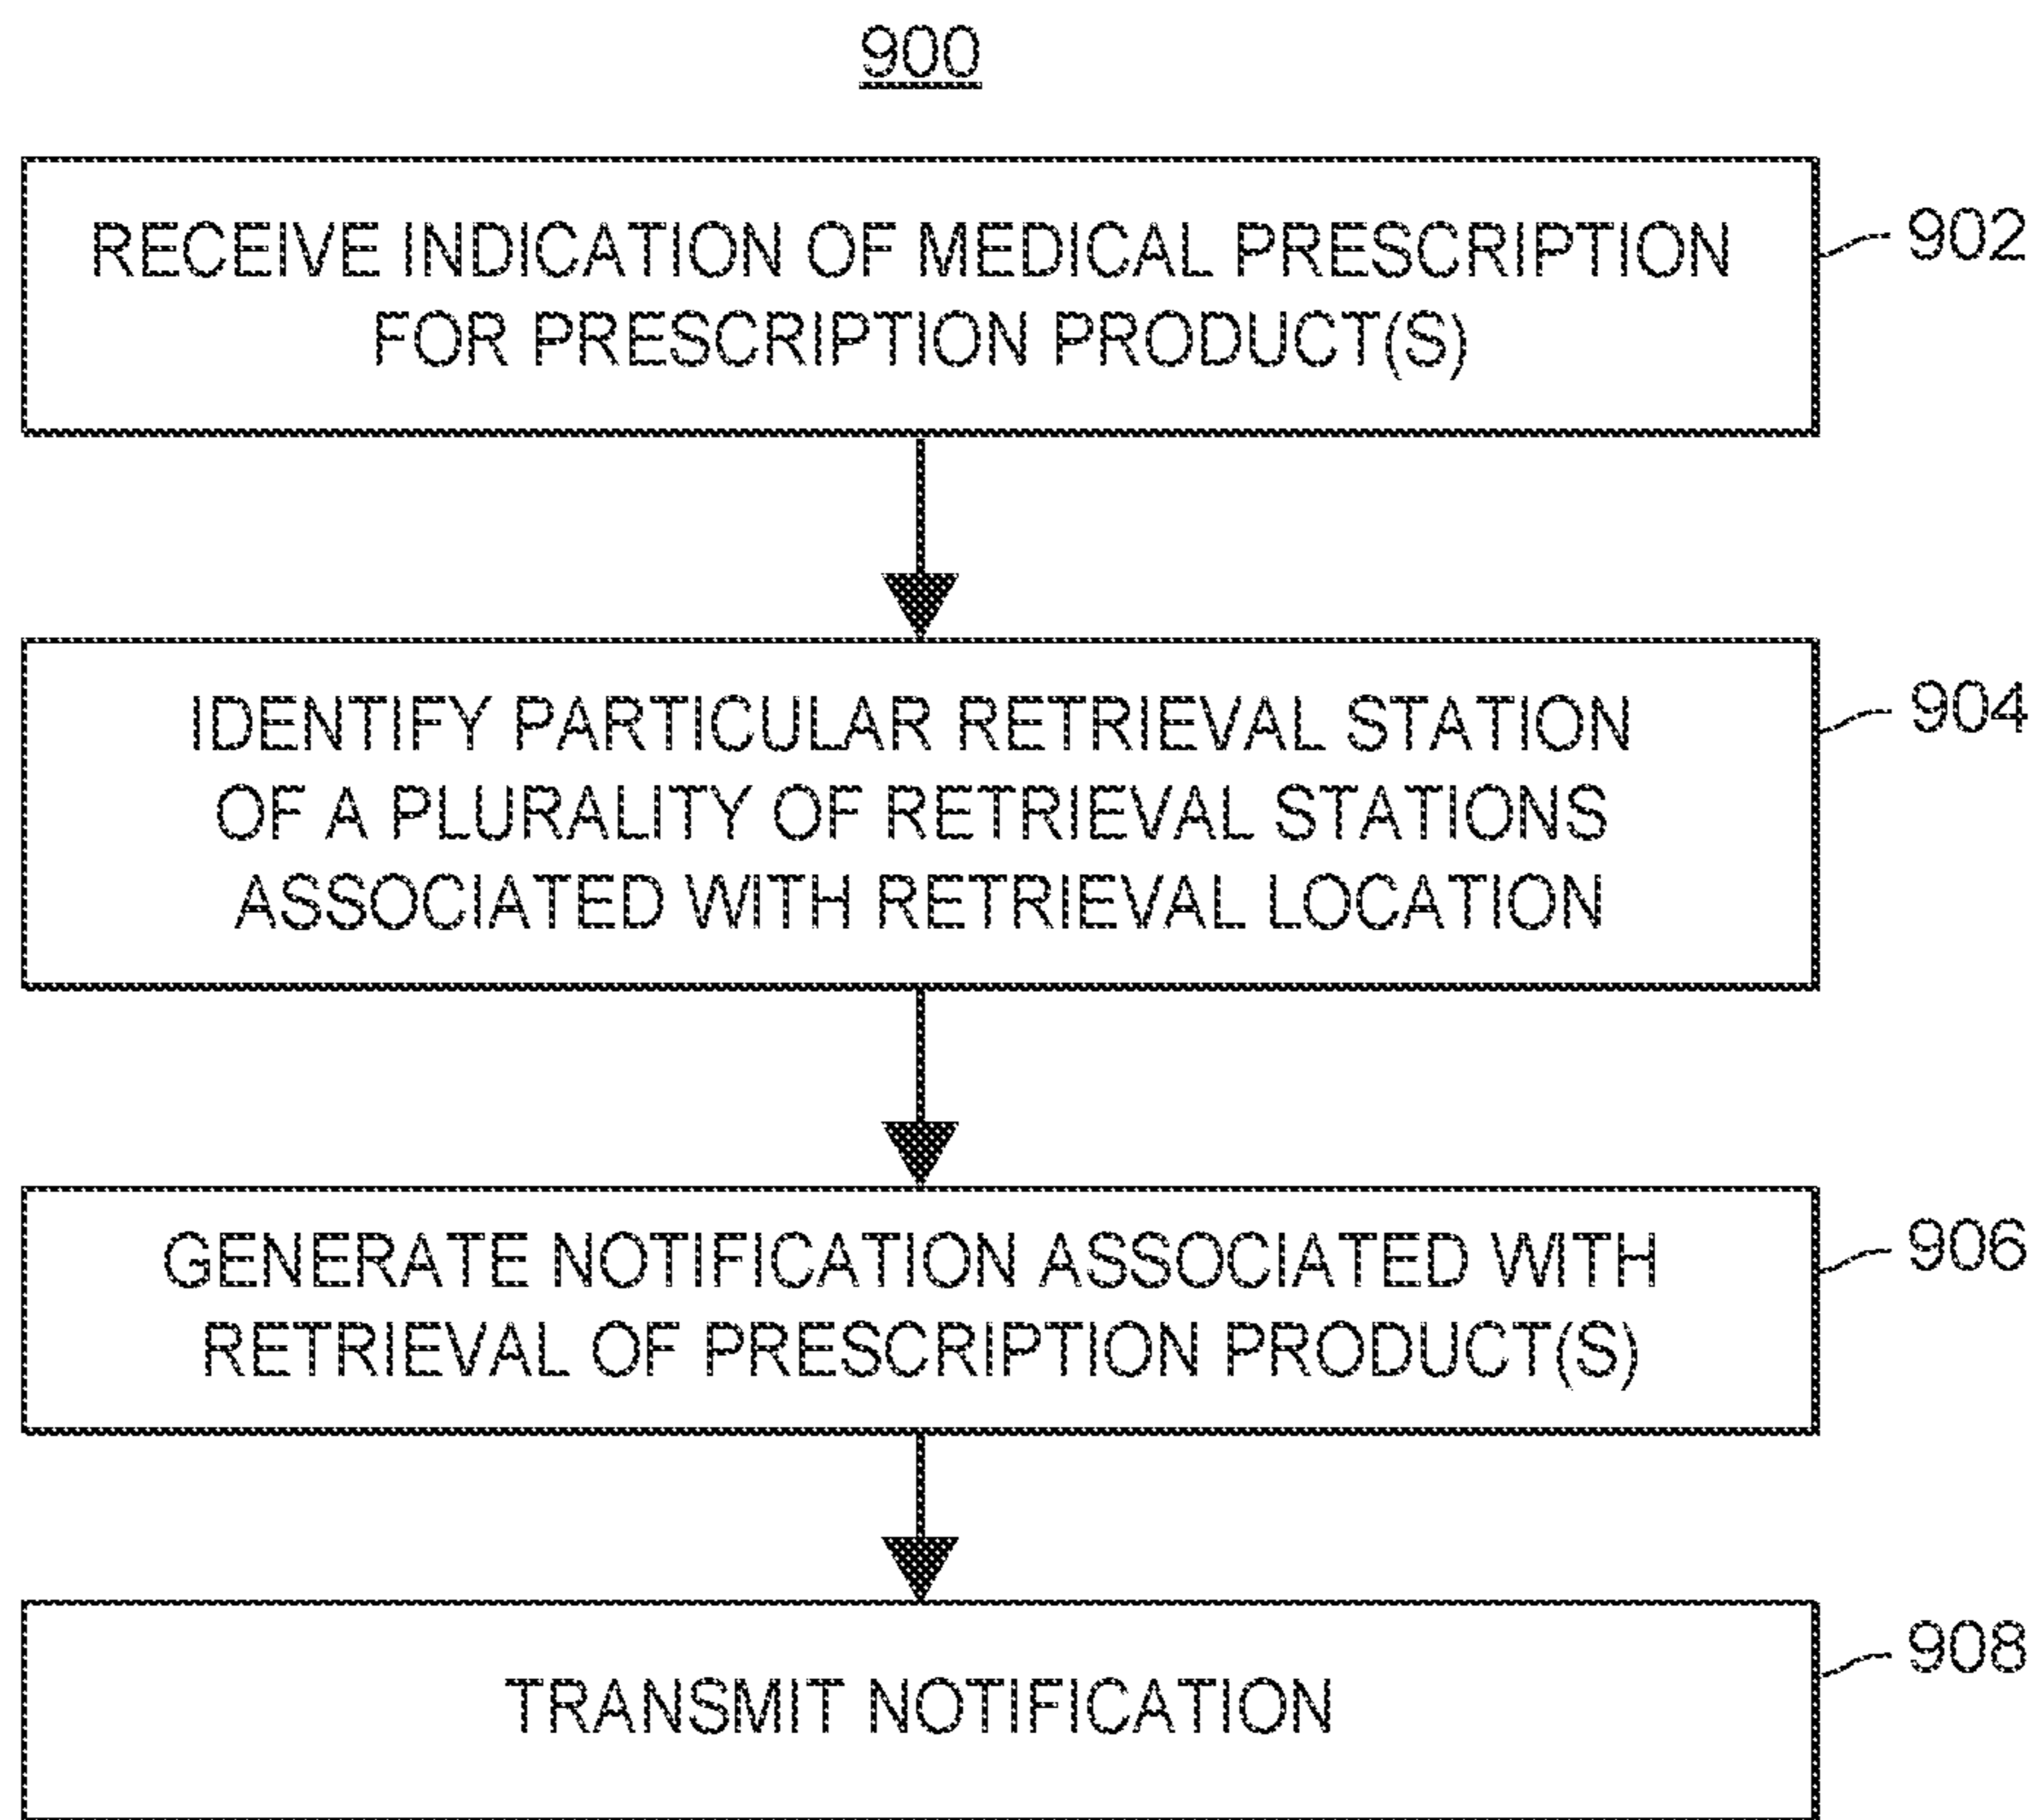 900
RECEIVE INDICATION OF MEDICAL PRESCRIPTION
FOR PRESCRIPTION PRODUCT(S)
902
IDENTIFY PARTICULAR RETRIEVAL STATION
OF A PLURALITY OF RETRIEVAL STATIONS
ASSOCIATED WITH RETRIEVAL LOCATION
904
GENERATE NOTIFICATION ASSOCIATED WITH
RETRIEVAL OF PRESCRIPTION PRODUCT(S)
906
TRANSMIT NOTIFICATION
908